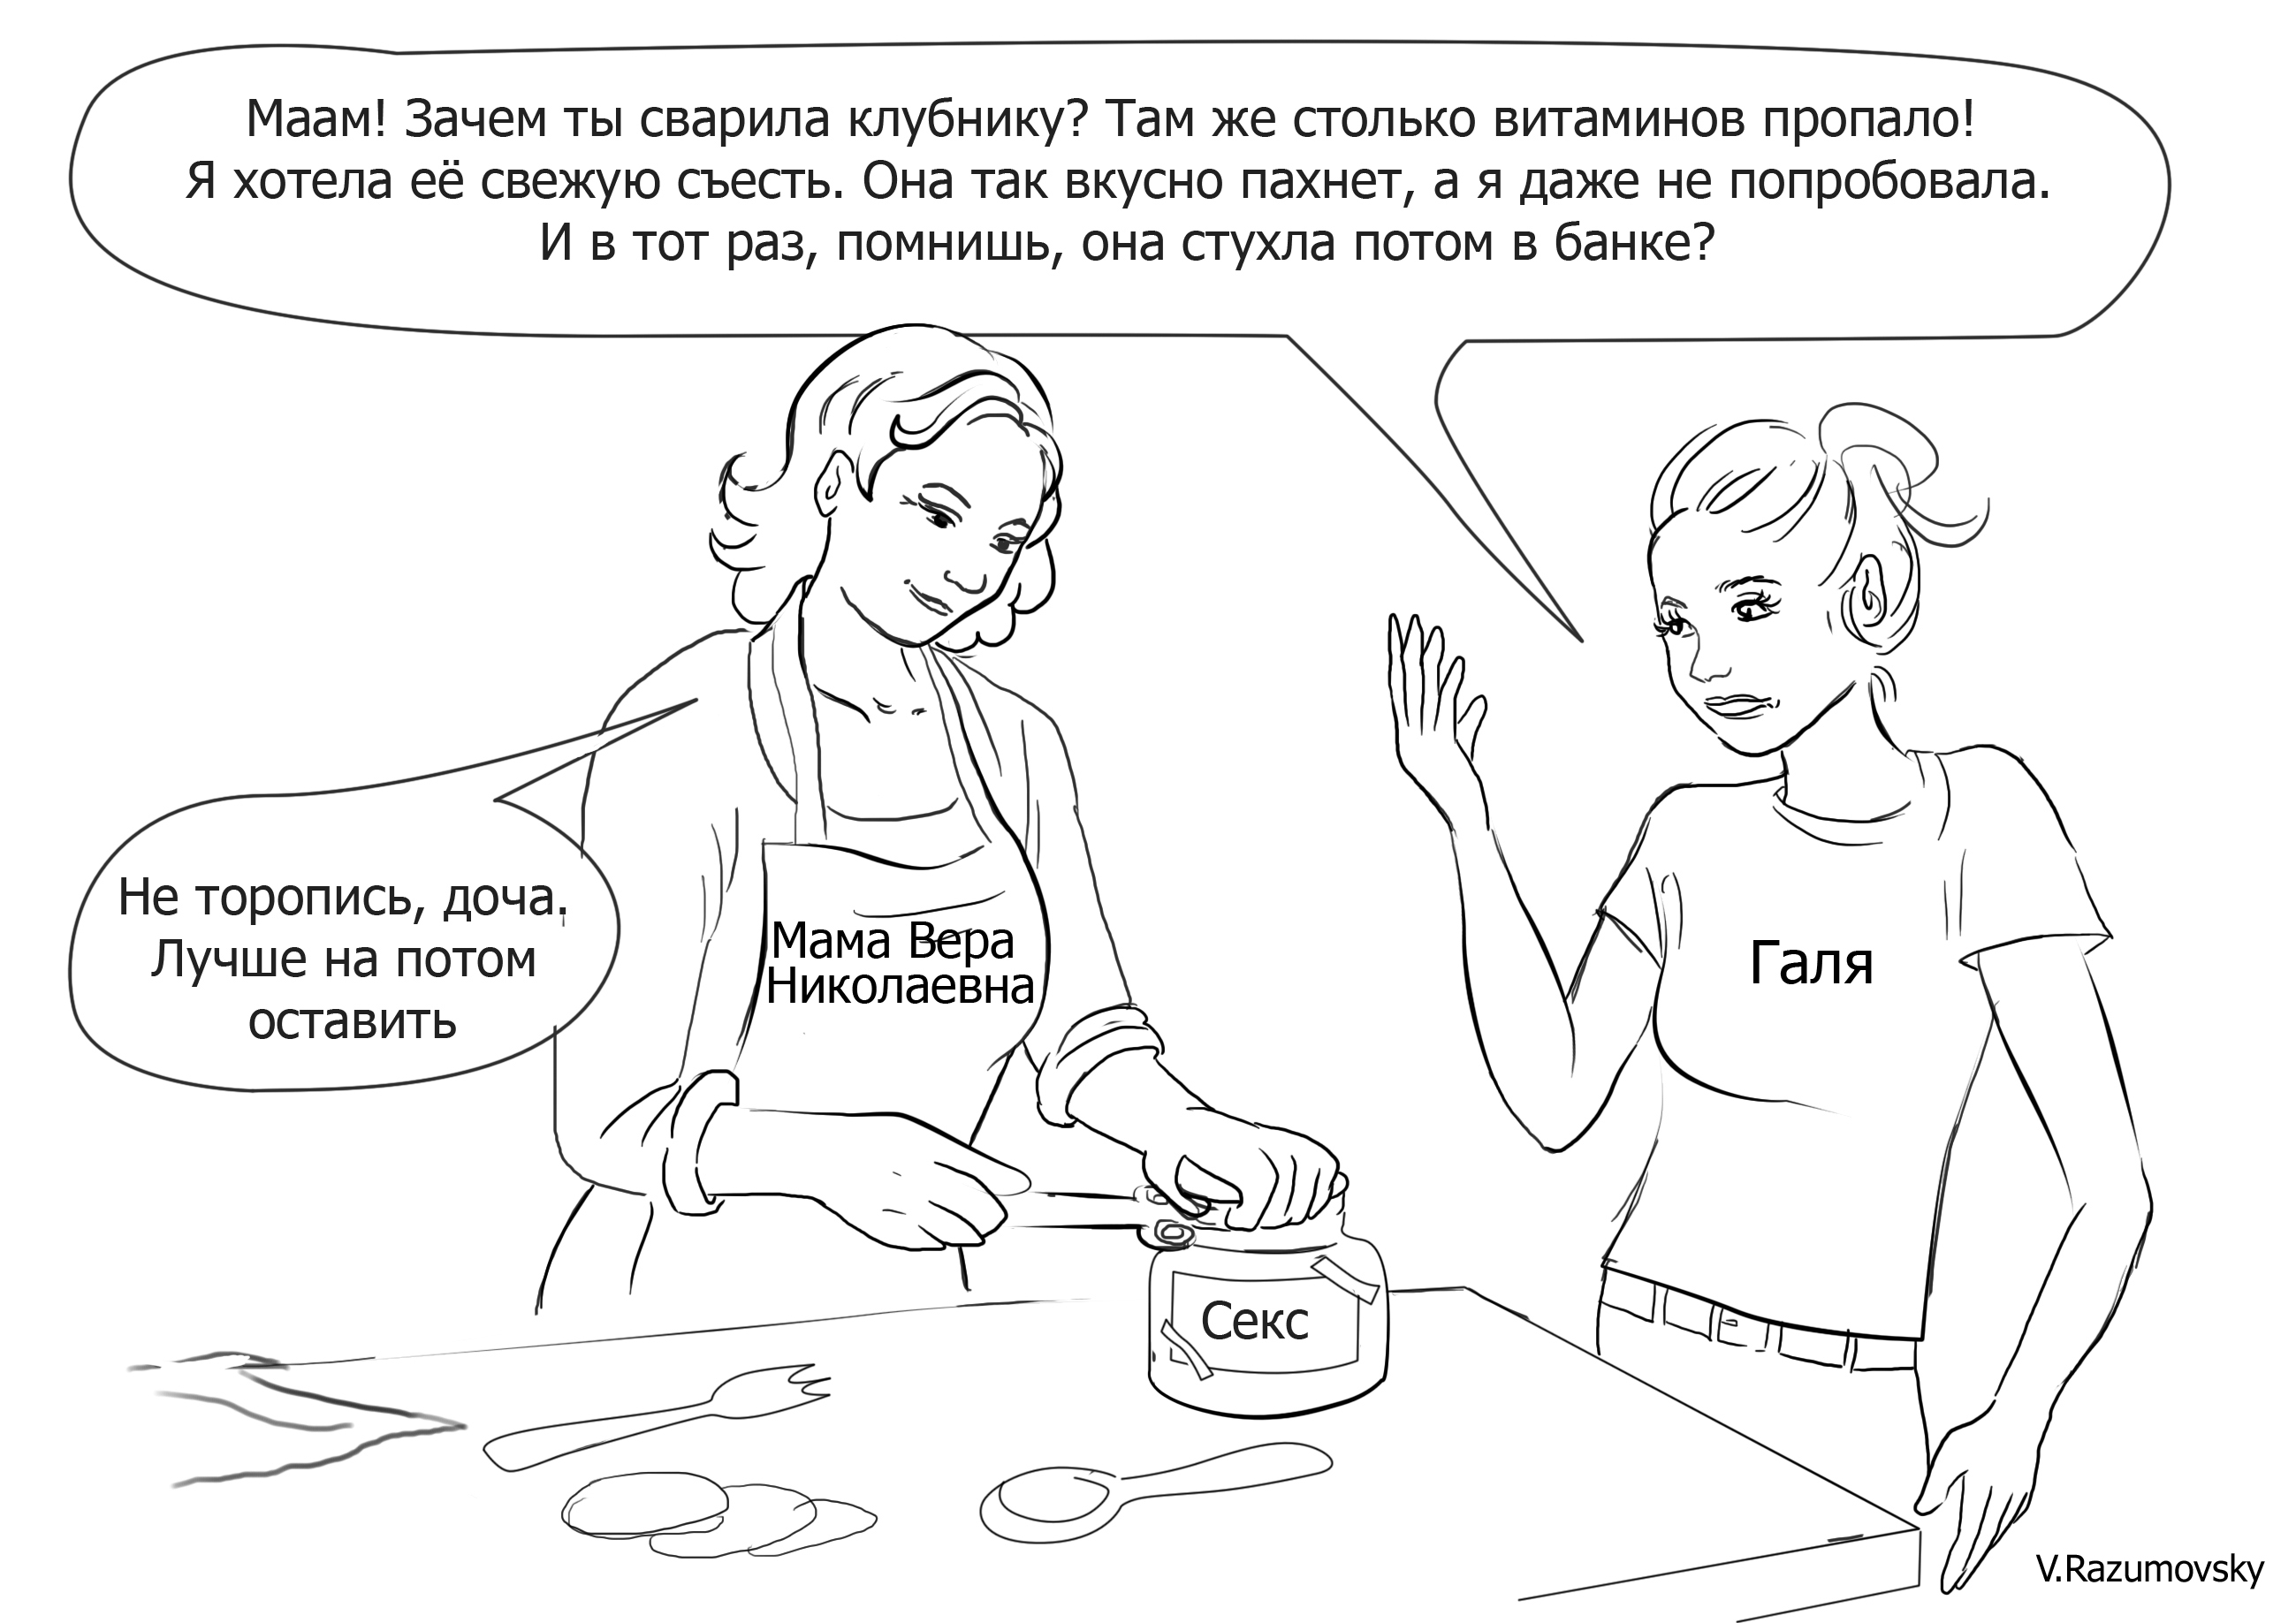 Маам! Зачем ты сварила клубнику? Там же столько витаминов пропало!
Я хотела её свежую съесть. Она так вкусно пахнет, а я даже не попробовала.
И в тот раз, помнишь, она стухла потом в банке?
Не торопись, доча.
Лучше на потом
оставить
Мама Вера
Николаевна
Галя
Секс
V.Razumovsky